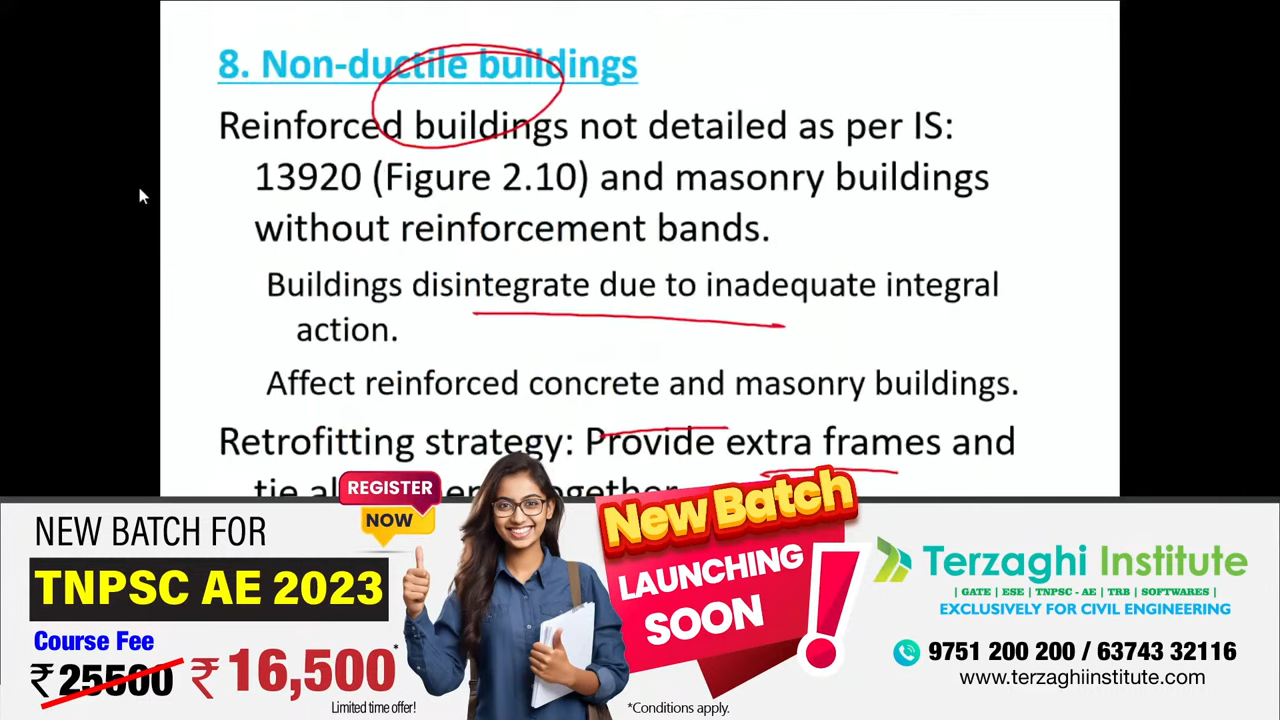 8. Non-ductile buildings
Reinforced buildings not detailed as per IS:
13920 (Figure 2.10) and masonry buildings
without reinforcement bands.
Buildings disintegrate due to inadequate integral
action.
Affect reinforced concrete and masonry buildings.
Retrofitting strategy: Provide extra frames and
tie
REGISTER
NOW
NEW BATCH FOR
TNPSC AE 2023
Course Fee
₹25500 ₹16,500*
Limited time offer!
New Batch
LAUNCHING
SOON
*Conditions apply.
Terzaghi Institute
| GATE | ESE | TNPSC - AE | TRB | SOFTWARES |
EXCLUSIVELY FOR CIVIL ENGINEERING
9751 200 200 / 63743 32116
www.terzaghiinstitute.com